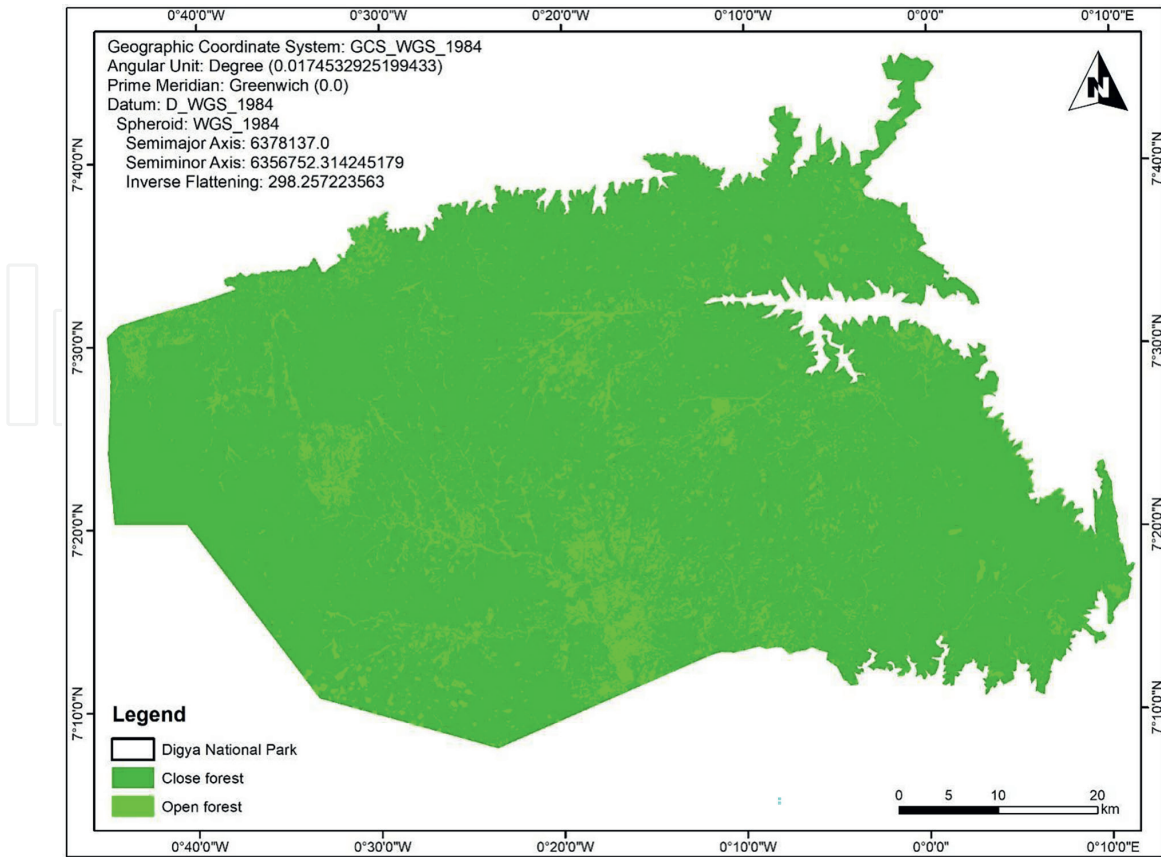 0°40'0"W 0°30'0"W 0°20'0"W 0°10'0"W 0°0'0" 0°10'0"E
Geographic Coordinate System: GCS_WGS_1984
Angular Unit: Degree (0.0174532925199433)
Prime Meridian: Greenwich (0.0)
Datum: D_WGS_1984
Spheroid: WGS_1984
Semimajor Axis: 6378137.0
Semiminor Axis: 6356752.314245179
Inverse Flattening: 298.257223563
N
7°40'0"N 7°40'0"N
7°30'0"N 7°30'0"N
7°20'0"N 7°20'0"N
7°10'0"N 7°10'0"N
Legend
Digya National Park
Close forest
Open forest
0 5 10 20
km
0°40'0"W 0°30'0"W 0°20'0"W 0°10'0"W 0°0'0" 0°10'0"E